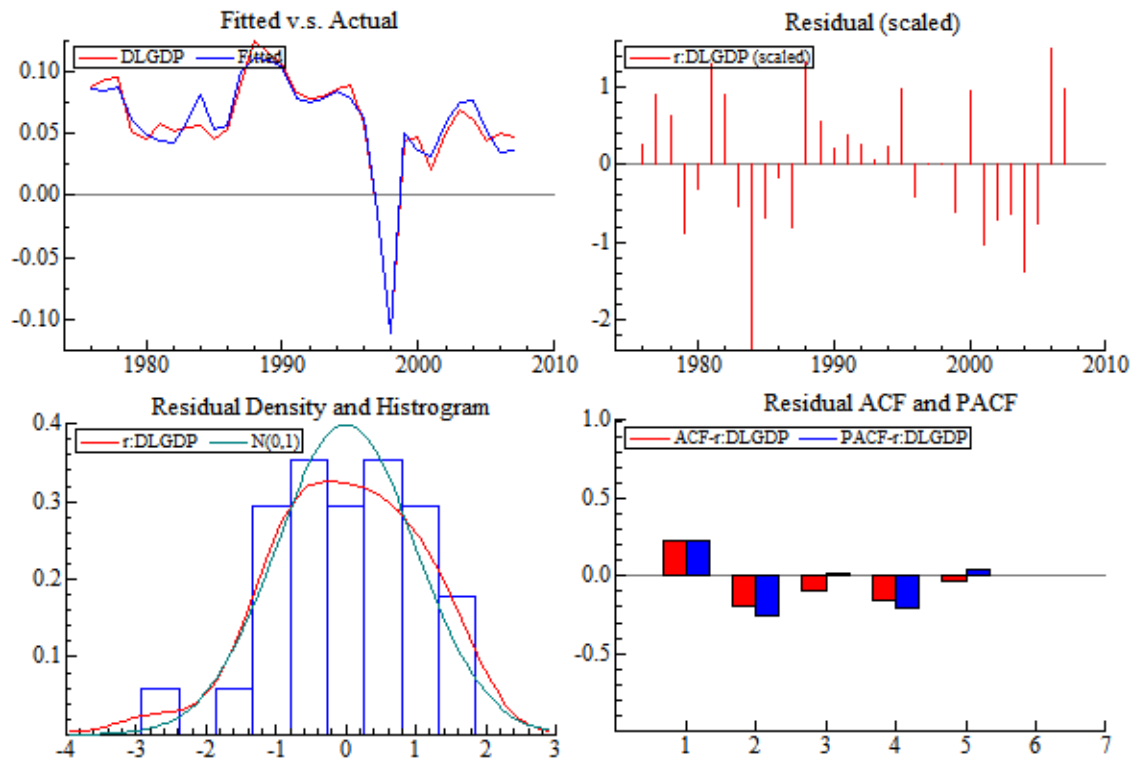 Fitted v.s. Actual
DLGDP Fitted
0.10
0.05
0.00
-0.05
-0.10
1980 1990 2000 2010
Residual (scaled)
r:DLGDP (scaled)
1
0
-1
-2
1980 1990 2000 2010
Residual Density and Histrogram
r:DLGDP N(0,1)
0.4
0.3
0.2
0.1
-4 -3 -2 -1 0 1 2 3
Residual ACF and PACF
ACF-r:DLGDP PACF-r:DLGDP
1.0
0.5
0.0
-0.5
1 2 3 4 5 6 7